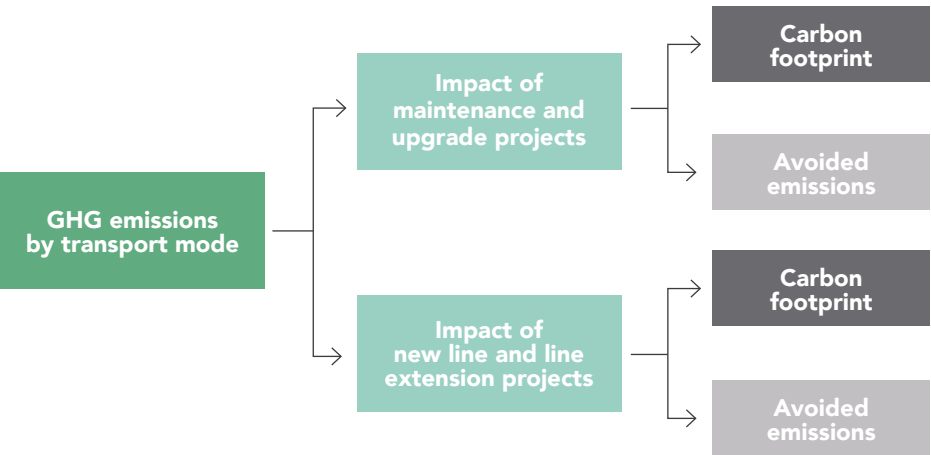 GHG emissions
by transport mode
Impact of
maintenance and
upgrade projects
Carbon
footprint
Avoided
emissions
Impact of
new line and line
extension projects
Carbon
footprint
Avoided
emissions